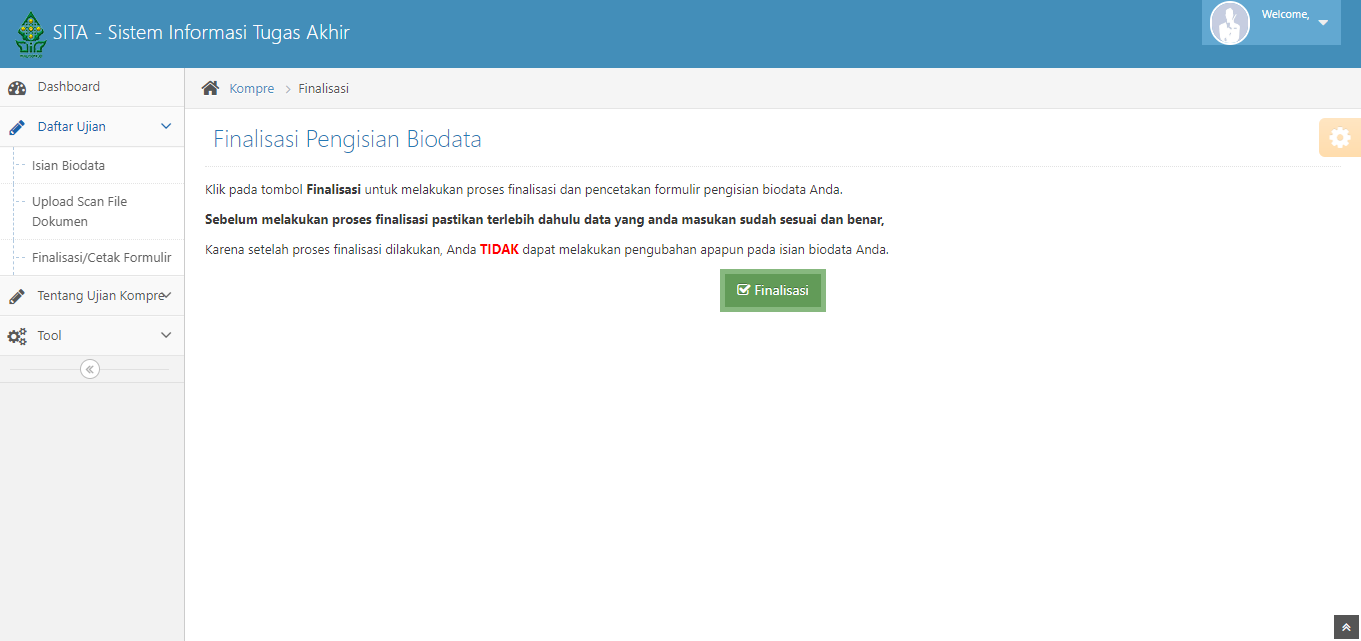 SITA - Sistem Informasi Tugas Akhir
Welcome,
Dashboard
Daftar Ujian
Isian Biodata
Upload Scan File
Dokumen
Finalisasi/Cetak Formulir
Tentang Ujian Kompre
Tool
Kompre > Finalisasi
Finalisasi Pengisian Biodata
Klik pada tombol Finalisasi untuk melakukan proses finalisasi dan pencetakan formulir pengisian biodata Anda.
Sebelum melakukan proses finalisasi pastikan terlebih dahulu data yang anda masukan sudah sesuai dan benar,
Karena setelah proses finalisasi dilakukan, Anda TIDAK dapat melakukan pengubahan apapun pada isian biodata Anda.
Finalisasi